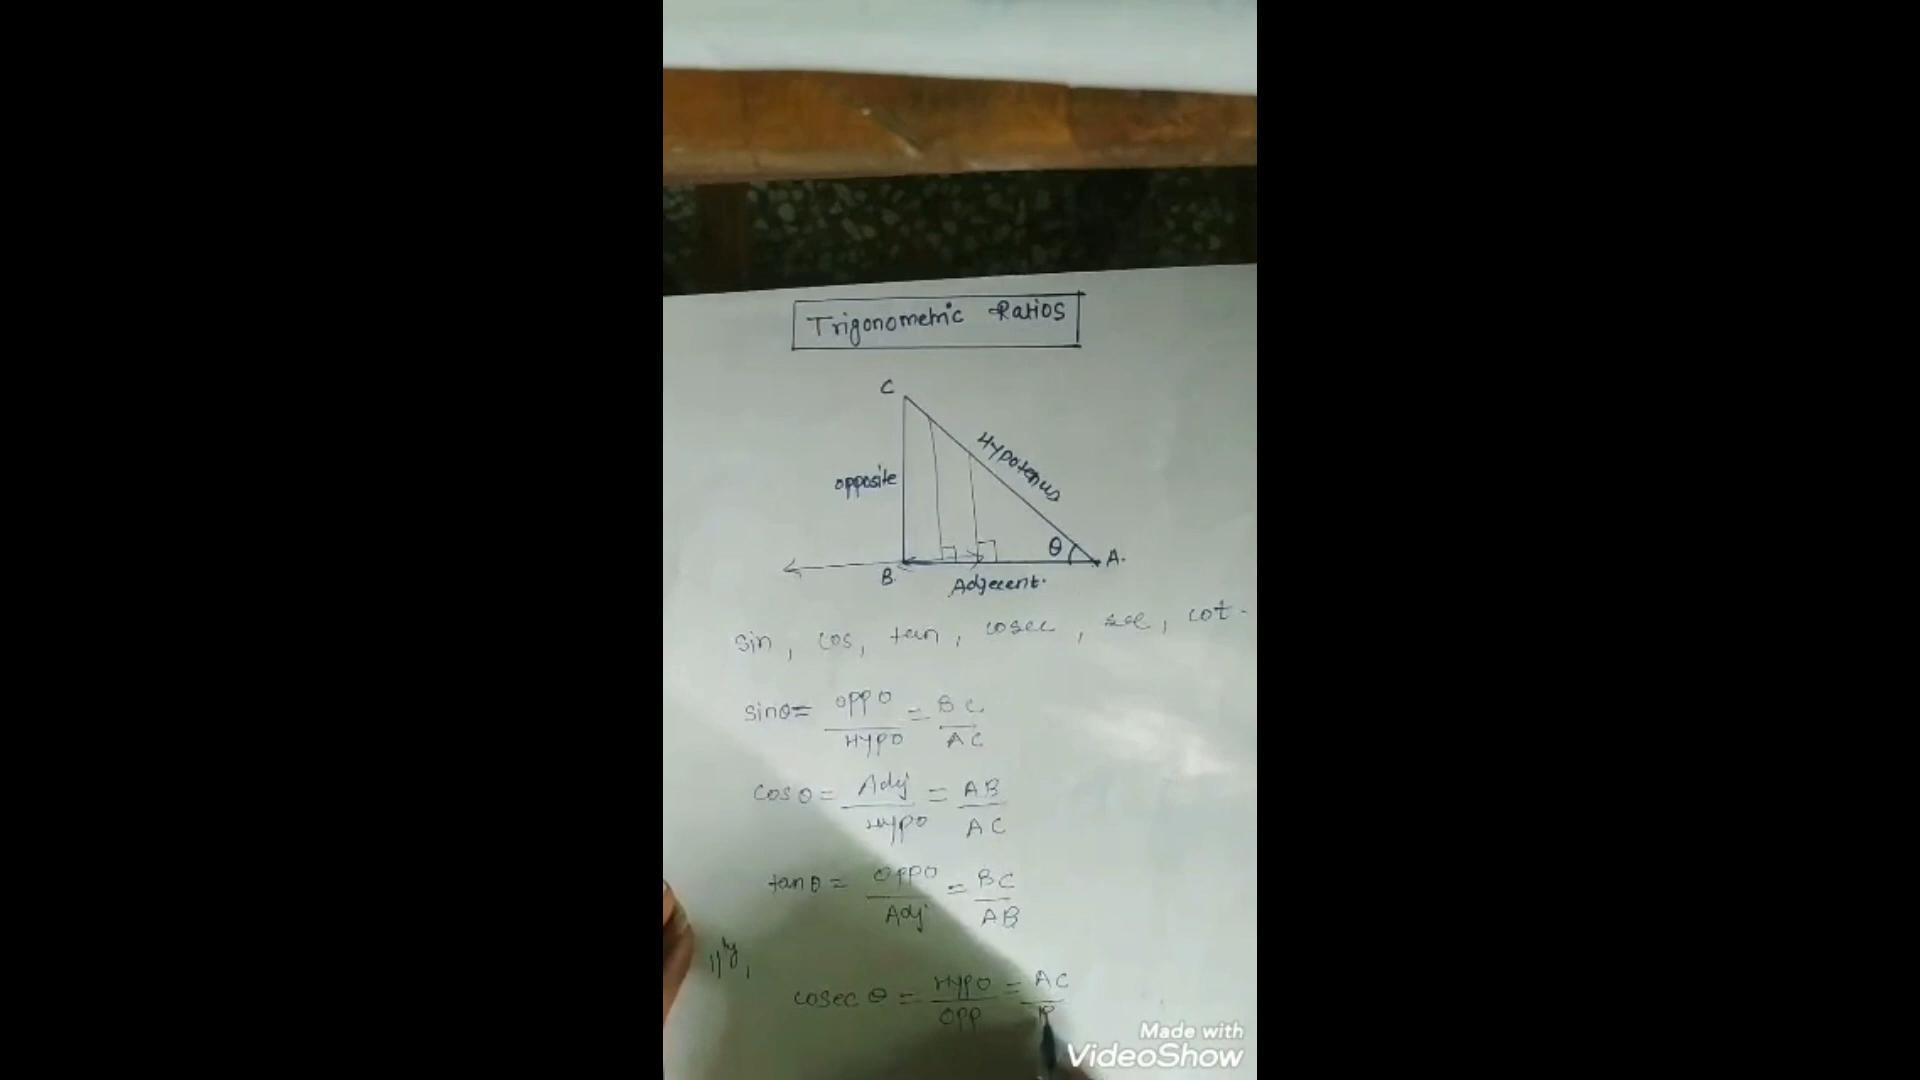 Trigonometric Ratios
C
Hypotenus
opposite
θ
A.
B.
Adjecent.
sin, cos, tan, cosec, sec, cot.
sinθ = oppo/Hypo = BC/AC
cosθ = Adj/Hypo = AB/AC
tanθ = oppo/Adj = BC/AB
11ly,
cosec θ = Hypo/opp = AC/B
Made with
VideoShow